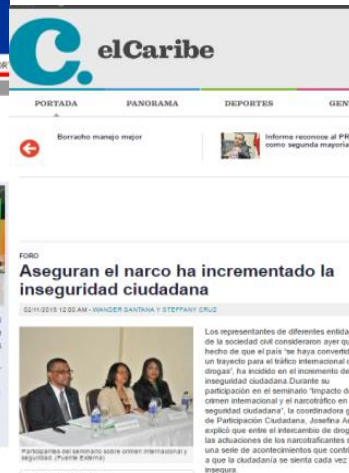 elCaribe
PORTADA PANORAMA DEPORTES GEN
Borracho manejo mejor
Informe reconoce al PR
como segunda mayoría
FORO
Aseguran el narco ha incrementado la
inseguridad ciudadana
02/11/2015 12:00 AM - WANDER SANTANA Y STEFFANY CRUZ
Los representantes de diferentes entida
de la sociedad civil consideraron ayer qu
hecho de que el país "se haya convertid
un trayecto para el tráfico internacional d
drogas", ha incidido en el incremento de
inseguridad ciudadana.Durante su
participación en el seminario "Impacto d
crimen internacional y el narcotráfico en
seguridad ciudadana", la coordinadora g
de Participación Ciudadana, Josefina Ar
explicó que entre el intercambio de drog
las actuaciones de los narcotraficantes s
una serie de acontecimientos que contri
a que la ciudadanía se sienta cada vez
insegura.
Participantes del seminario sobre crimen internacional y
seguridad. (Fuente Externa)